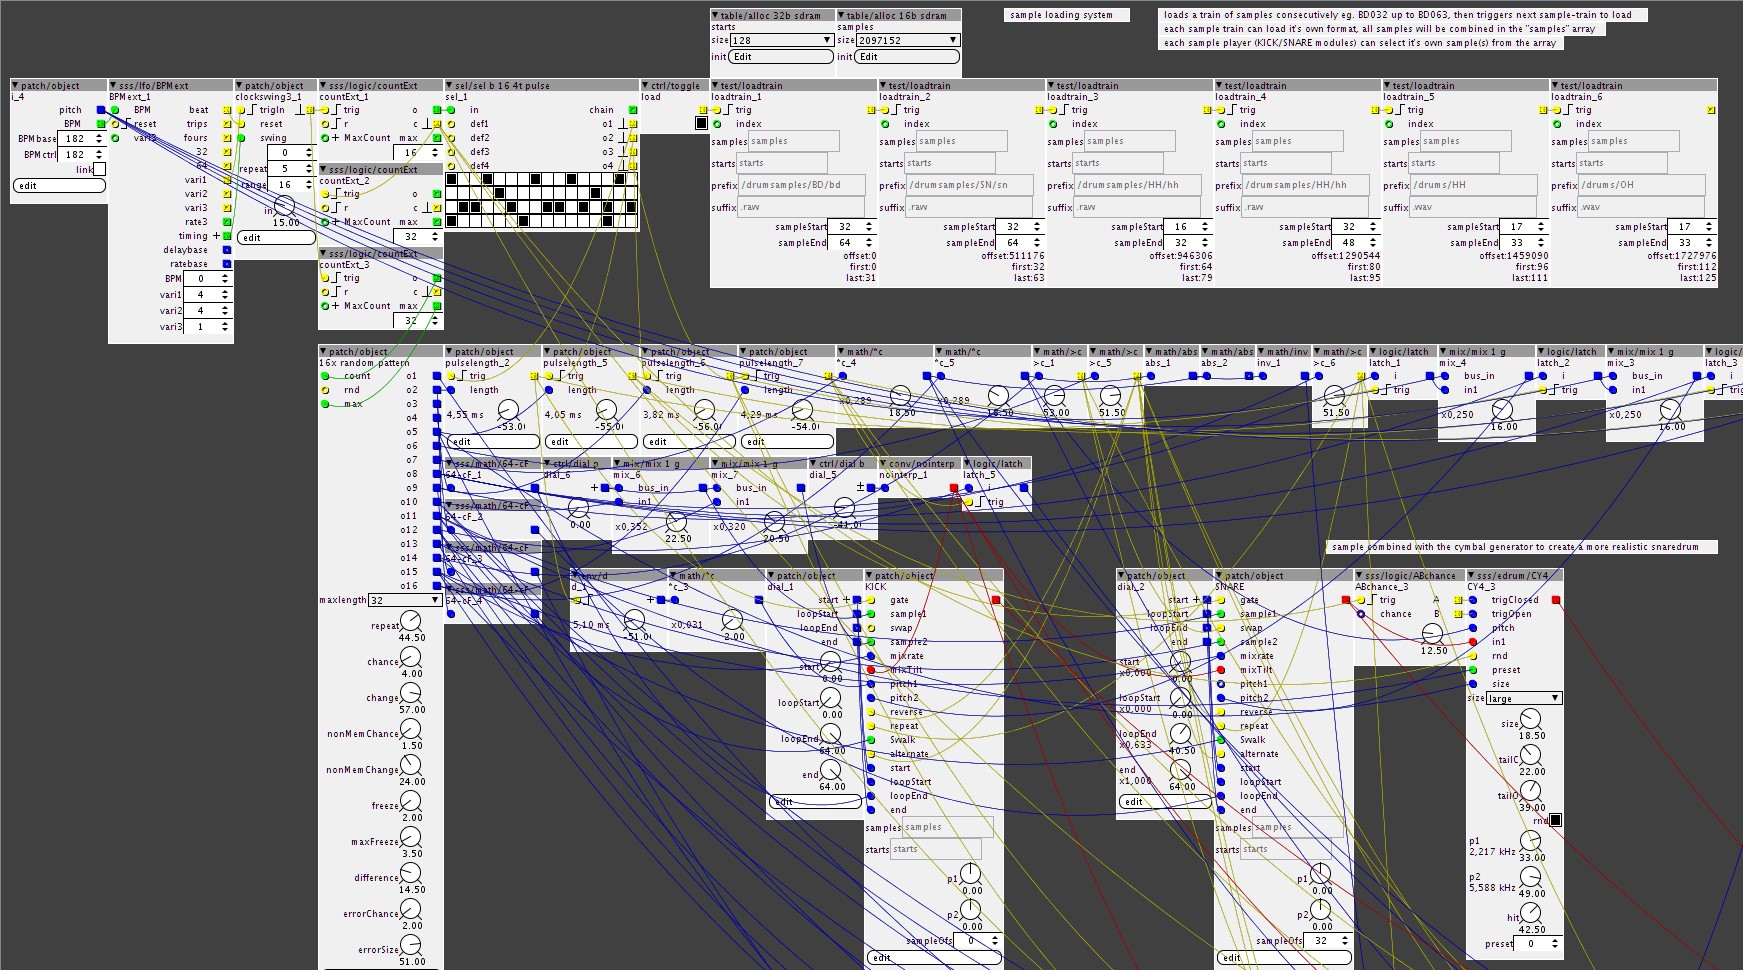 table/alloc 32b sdram
starts
size 128
init Edit
table/alloc 16b sdram
samples
size 2097152
init Edit
sample loading system
loads a train of samples consecutively eg. BD032 up to BD063, then triggers next sample-train to load
each sample train can load it's own format, all samples will be combined in the "samples" array
each sample player (KICK/SNARE modules) can select it's own sample(s) from the array
patch/object
i_4
pitch
BPM
BPM base 182
BPM ctrl 182
link
edit
sss/lfo/BPMext
BPMext_1
BPM beat
reset trips
vari2 fours
32
64
vari1
vari2
vari3
rate3
timing +
delaybase
ratebase
BPM 0
vari1 4
vari2 4
vari3 1
patch/object
clockswing3_1
trigIn
reset
swing
0
repeat 5
range 16
in
15.00
edit
sss/logic/countExt
countExt_1
trig o
r c
+ MaxCount max
16
sss/logic/countExt
countExt_2
trig o
r c
+ MaxCount max
32
sss/logic/countExt
countExt_3
trig o
r c
+ MaxCount max
32
sel/sel b 16 4t pulse
sel_1
in chain
def1 o1
def2 o2
def3 o3
def4 o4
ctrl/toggle
load
test/loadtrain
loadtrain_1
trig
index
samples samples
starts starts
prefix /drumsamples/BD/bd
suffix .raw
sampleStart 32
sampleEnd 64
offset:0
first:0
last:31
test/loadtrain
loadtrain_2
trig
index
samples samples
starts starts
prefix /drumsamples/SN/sn
suffix .raw
sampleStart 32
sampleEnd 64
offset:511176
first:32
last:63
test/loadtrain
loadtrain_3
trig
index
samples samples
starts starts
prefix /drumsamples/HH/hh
suffix .raw
sampleStart 16
sampleEnd 32
offset:946306
first:64
last:79
test/loadtrain
loadtrain_4
trig
index
samples samples
starts starts
prefix /drumsamples/HH/hh
suffix .raw
sampleStart 32
sampleEnd 48
offset:1290544
first:80
last:95
test/loadtrain
loadtrain_5
trig
index
samples samples
starts starts
prefix /drums/HH
suffix .wav
sampleStart 17
sampleEnd 33
offset:1459090
first:96
last:111
test/loadtrain
loadtrain_6
trig
index
samples samples
starts starts
prefix /drums/OH
suffix .wav
sampleStart 17
sampleEnd 33
offset:1727976
first:112
last:125
patch/object
16x random pattern
count o1
rnd o2
max o3
o4
o5
o6
o7
o8
o9
o10
o11
o12
o13
o14
o15
o16
maxlength 32
repeat
44.50
chance
4.00
change
57.00
nonMemChance
1.50
nonMemChange
24.00
freeze
2.00
maxFreeze
3.50
difference
14.50
errorChance
2.00
errorSize
51.00
patch/object
pulselength_2
trig
length
4,55 ms
-53.0
edit
patch/object
pulselength_5
trig
length
4,05 ms
-55.0
edit
patch/object
pulselength_6
trig
length
3,82 ms
-56.0
edit
patch/object
pulselength_7
trig
length
4,29 ms
-54.0
edit
math/^c
^c_4
x0,289
18.50
math/^c
^c_5
x0,289
18.50
math/>c
>c_1
53.00
math/>c
>c_5
51.50
math/abs
abs_1
math/abs
abs_2
math/inv
inv_1
math/>c
>c_6
51.50
logic/latch
latch_1
i
trig
mix/mix 1 g
mix_4
bus_in
in1
x0,250
16.00
logic/latch
latch_2
i
trig
mix/mix 1 g
mix_3
bus_in
in1
x0,250
16.00
logic/
latch_3
i
trig
sss/math/64-cF
64-cF_1
sss/math/64-cF
64-cF_2
sss/math/64-cF
64-cF_3
sss/math/64-cF
64-cF_4
ctrl/dial p
dial_6
+
0.00
mix/mix 1 g
mix_6
bus_in
in1
x0,352
22.50
mix/mix 1 g
mix_7
bus_in
in1
x0,320
20.50
ctrl/dial b
dial_5
±
-41.0
conv/nointerp
nointerp_1
logic/latch
latch_5
i
trig
sample combined with the cymbal generator to create a more realistic snaredrum
env/d
d_1
+
5,10 ms
-51.0
math/^c
^c_3
x0,031
2.00
patch/object
dial_1
start +
loopStart
loopEnd
end
start
0.00
loopStart
0.00
loopEnd
64.00
end
64.00
edit
patch/object
KICK
gate
sample1
swap
sample2
mixrate
mixTilt
pitch1
pitch2
reverse
repeat
Swalk
alternate
start
loopStart
loopEnd
end
samples samples
starts starts
p1
0.00
p2
0.00
sampleOfs 0
edit
patch/object
dial_2
start +
loopStart
loopEnd
end
start
x0,000
0.00
loopStart
x0,000
0.00
loopEnd
x0,633
40.50
end
x1,000
64.00
edit
patch/object
SNARE
gate
sample1
swap
sample2
mixrate
mixTilt
pitch1
pitch2
reverse
repeat
Swalk
alternate
start
loopStart
loopEnd
end
samples samples
starts starts
p1
0.00
p2
0.00
sampleOfs 32
edit
sss/logic/ABchance
ABchance_3
trig A
chance B
12.50
sss/edrum/CY4
CY4_3
trigClosed
trigOpen
pitch
in1
rnd
preset
size
size large
size
18.50
tailC
22.00
tailO
39.00
rnd
p1
2,217 kHz
33.00
p2
5,588 kHz
49.00
hit
42.50
preset 0